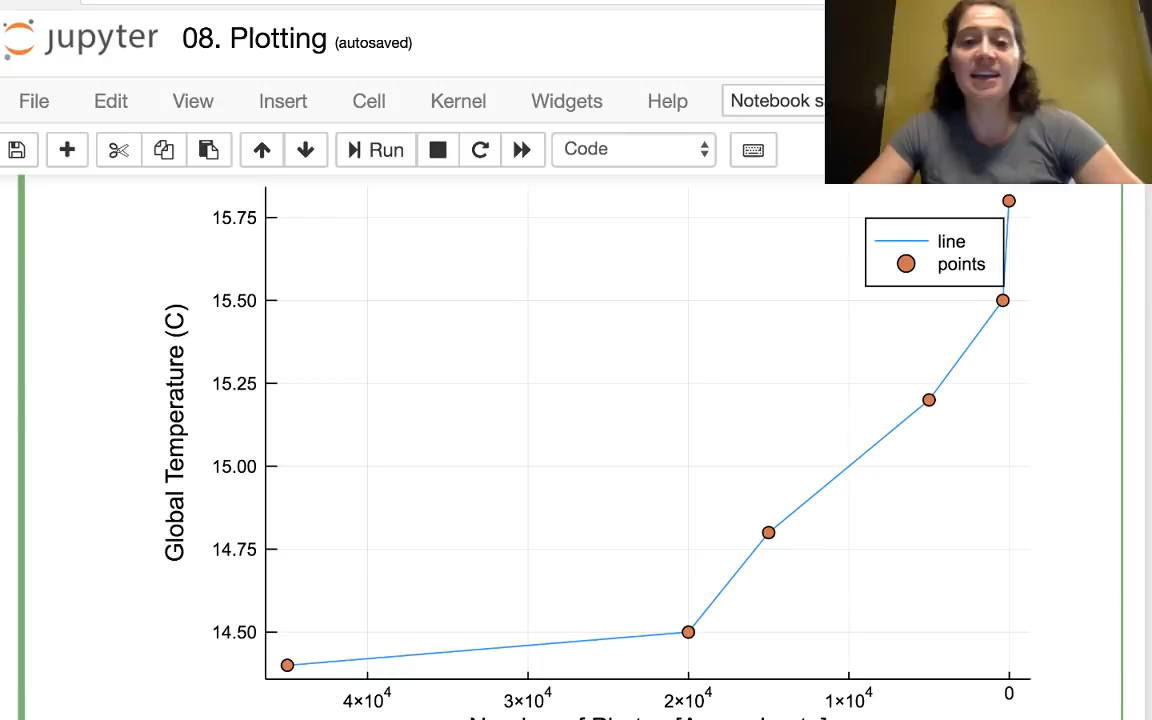 jupyter 08. Plotting (autosaved)
File Edit View Insert Cell Kernel Widgets Help Notebook s
Run Code
15.75
15.50
15.25
15.00
14.75
14.50
Global Temperature (C)
line
points
4×10⁴ 3×10⁴ 2×10⁴ 1×10⁴ 0